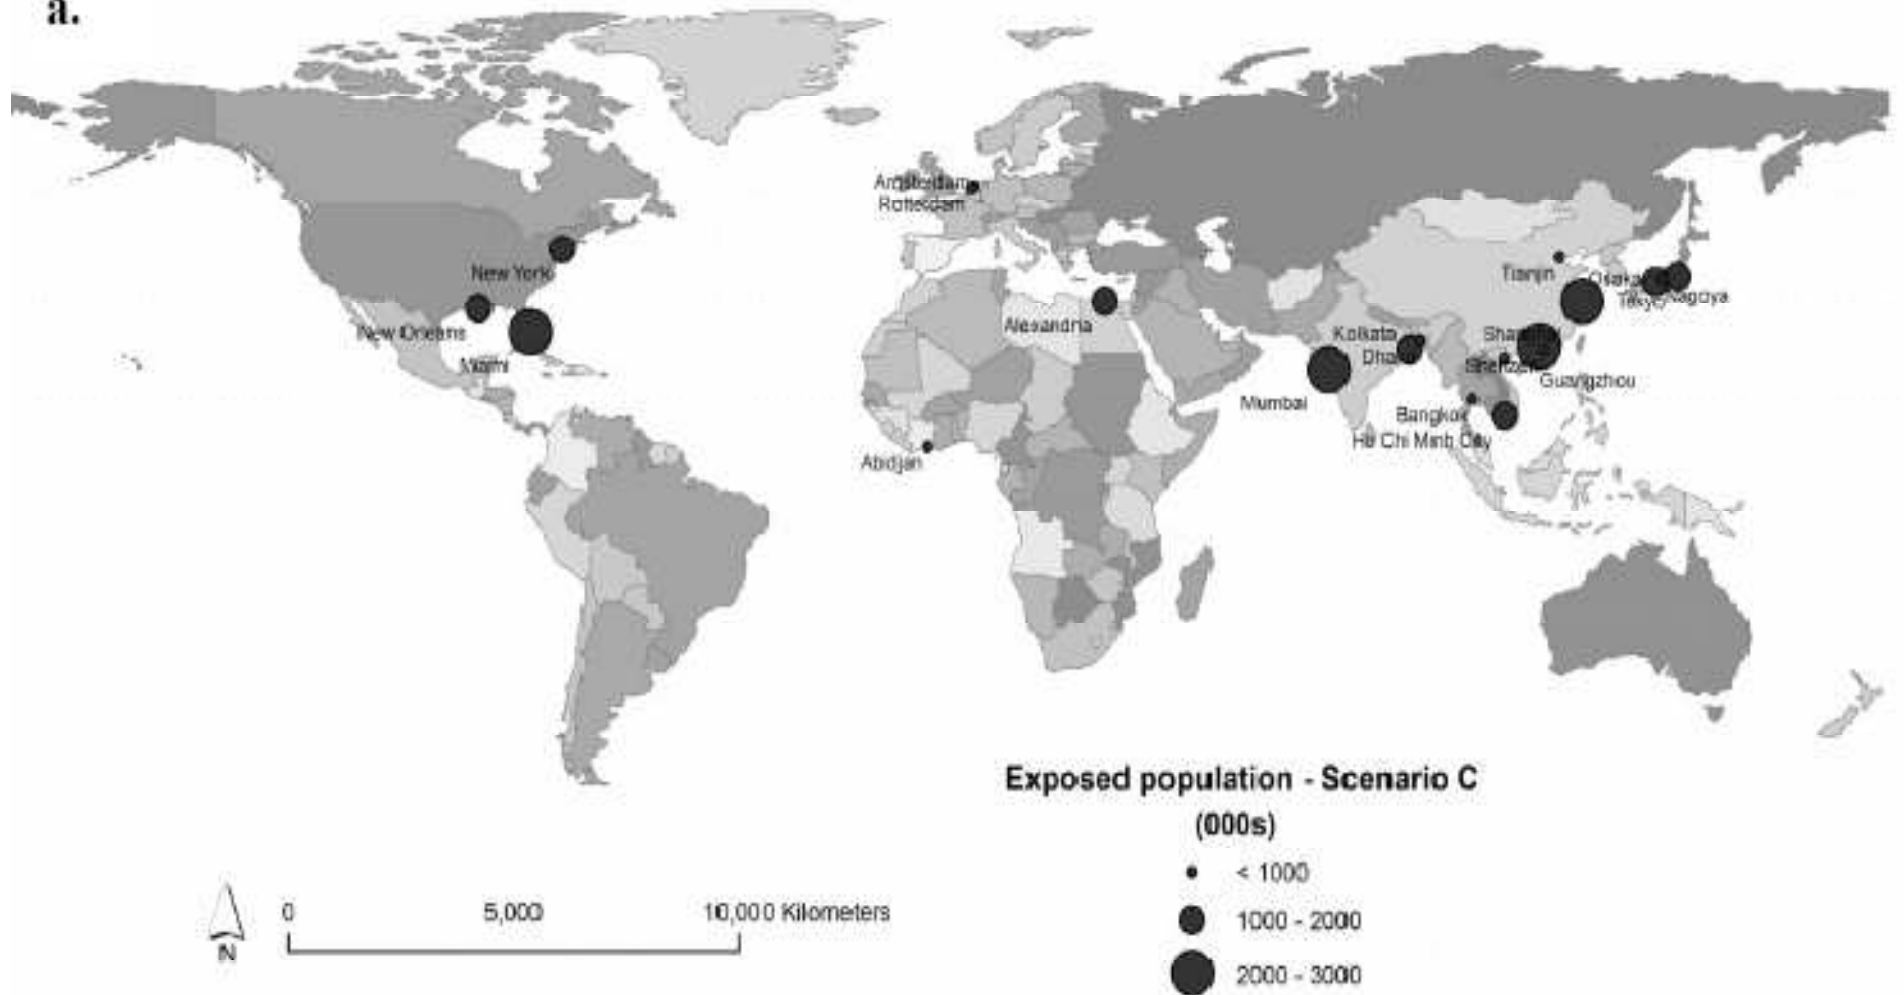 a.
Amsterdam
Rotterdam
New York
Tianjin
Osaka
Tokyo
Nagoya
New Orleans
Alexandria
Kolkata
Miami
Mumbai
Guangzhou
Bangkok
Ho Chi Minh City
Abidjan
Exposed population - Scenario C
(000s)
< 1000
1000 - 2000
2000 - 3000
0 5,000 10,000 Kilometers
N